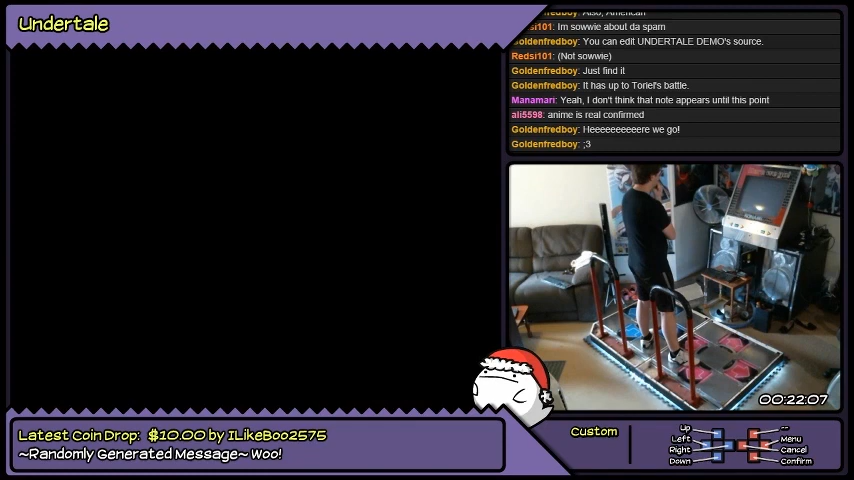 Undertale
Goldenfredboy: Also, American
Redsi101: Im sowwie about da spam
Goldenfredboy: You can edit UNDERTALE DEMO's source.
Redsi101: (Not sowwie)
Goldenfredboy: Just find it
Goldenfredboy: It has up to Toriel's battle.
Manamari: Yeah, I don't think that note appears until this point
ali5598: anime is real confirmed
Goldenfredboy: Heeeeeeeeere we go!
Goldenfredboy: ;3
00:22:07
Latest Coin Drop: $10.00 by ILikeBoo2575
~Randomly Generated Message~ Woo!
Custom
Up
Left
Right
Down
--
Menu
Cancel
Confirm